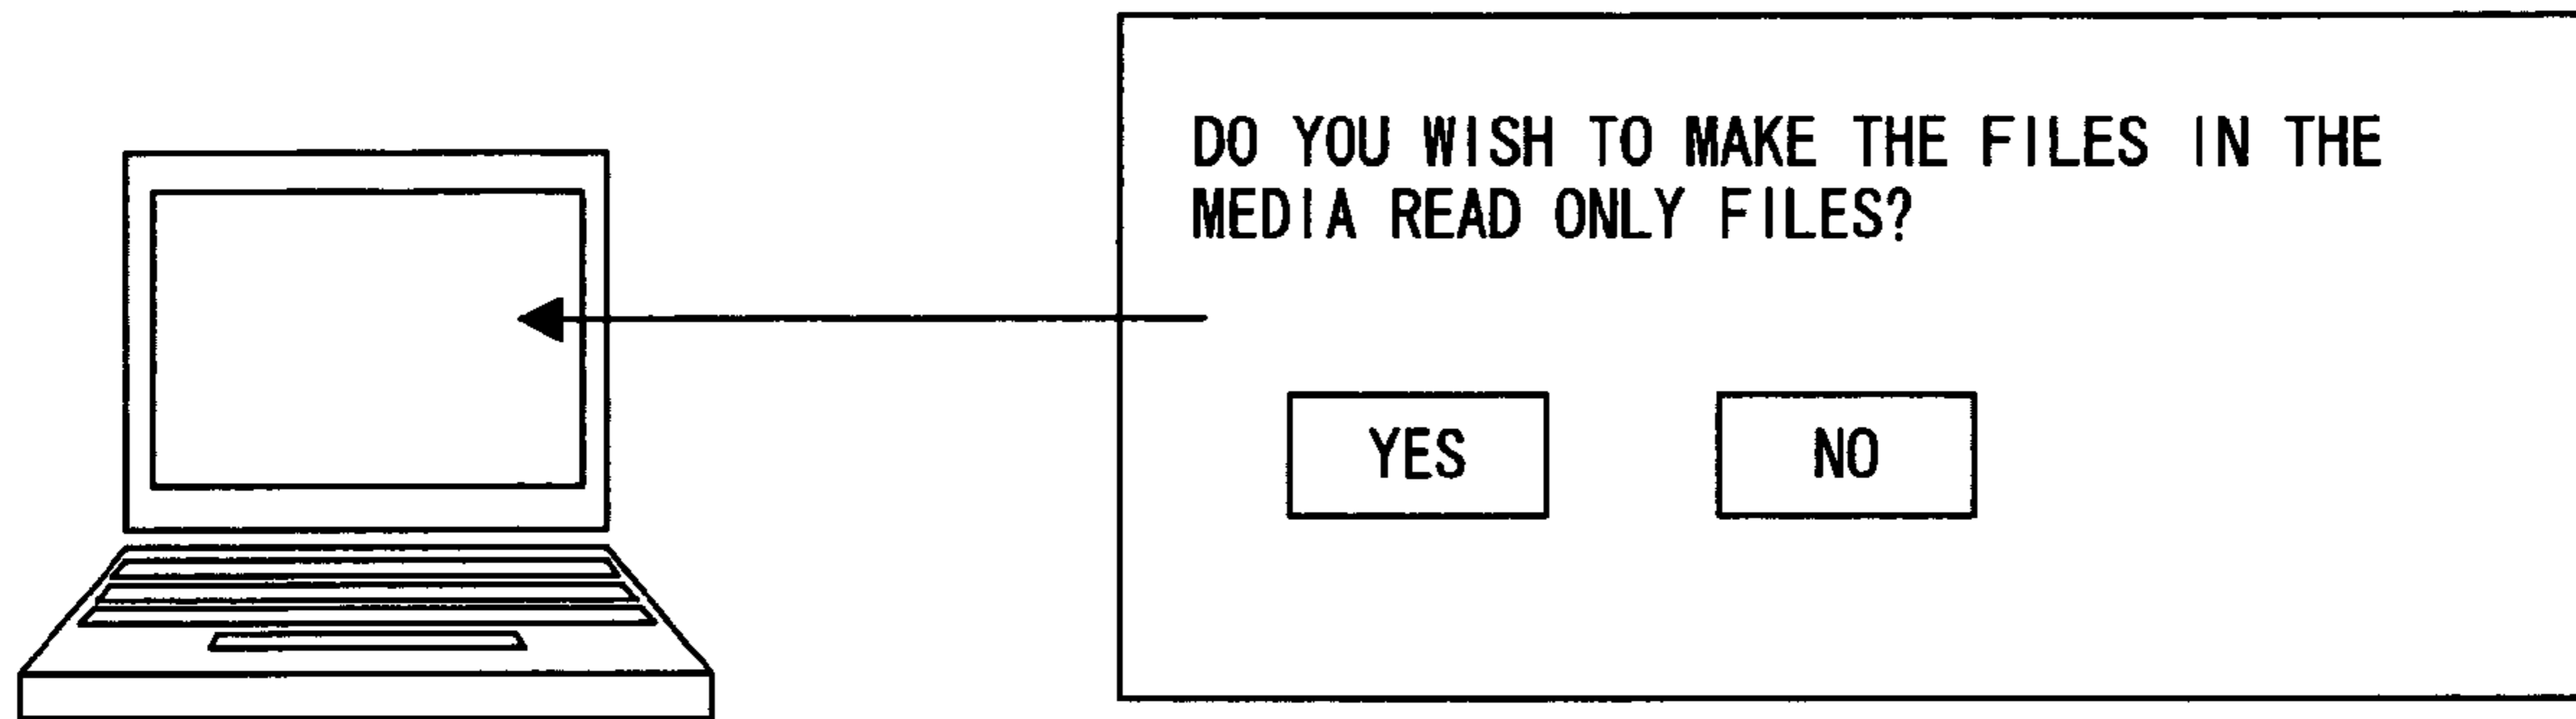 DO YOU WISH TO MAKE THE FILES IN THE
MEDIA READ ONLY FILES?
YES NO